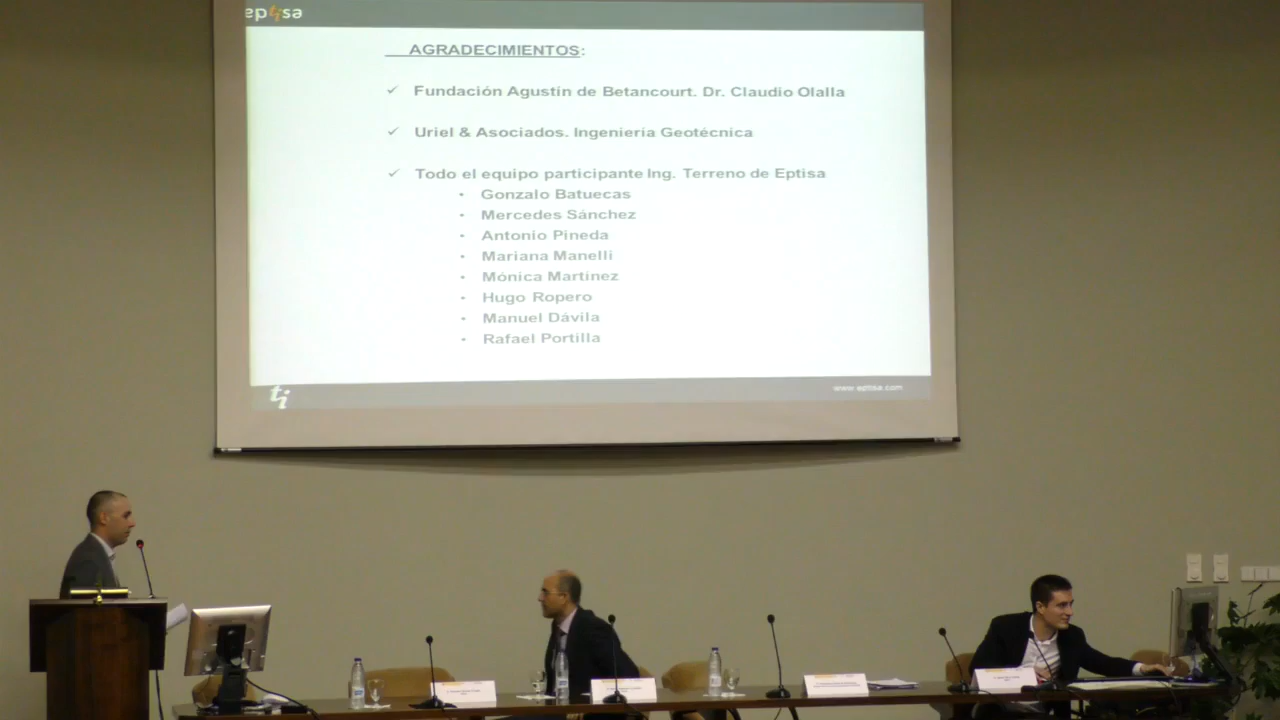 eptisa
AGRADECIMIENTOS:
✓ Fundación Agustín de Betancourt. Dr. Claudio Olalla
✓ Uriel & Asociados. Ingeniería Geotécnica
✓ Todo el equipo participante Ing. Terreno de Eptisa
• Gonzalo Batuecas
• Mercedes Sánchez
• Antonio Pineda
• Mariana Manelli
• Mónica Martínez
• Hugo Ropero
• Manuel Dávila
• Rafael Portilla
ti
www.eptisa.com